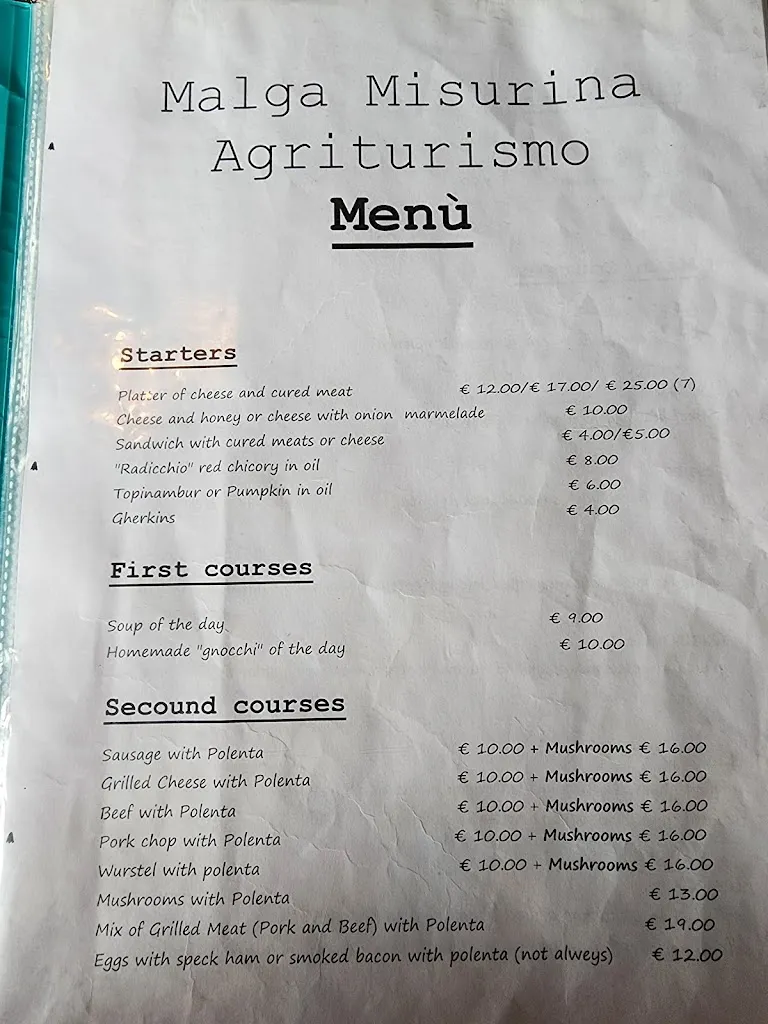 Malga Misurina
Agriturismo
Menù
Starters
Platter of cheese and cured meat € 12.00/€ 17.00/ € 25.00 (7)
Cheese and honey or cheese with onion marmelade € 10.00
Sandwich with cured meats or cheese € 4.00/€5.00
"Radicchio" red chicory in oil € 8.00
Topinambur or Pumpkin in oil € 6.00
Gherkins € 4.00
First courses
Soup of the day € 9.00
Homemade "gnocchi" of the day € 10.00
Secound courses
Sausage with Polenta € 10.00 + Mushrooms € 16.00
Grilled Cheese with Polenta € 10.00 + Mushrooms € 16.00
Beef with Polenta € 10.00 + Mushrooms € 16.00
Pork chop with Polenta € 10.00 + Mushrooms € 16.00
Wurstel with polenta € 10.00 + Mushrooms € 16.00
Mushrooms with Polenta € 13.00
Mix of Grilled Meat (Pork and Beef) with Polenta € 19.00
Eggs with speck ham or smoked bacon with polenta (not alweys) € 12.00